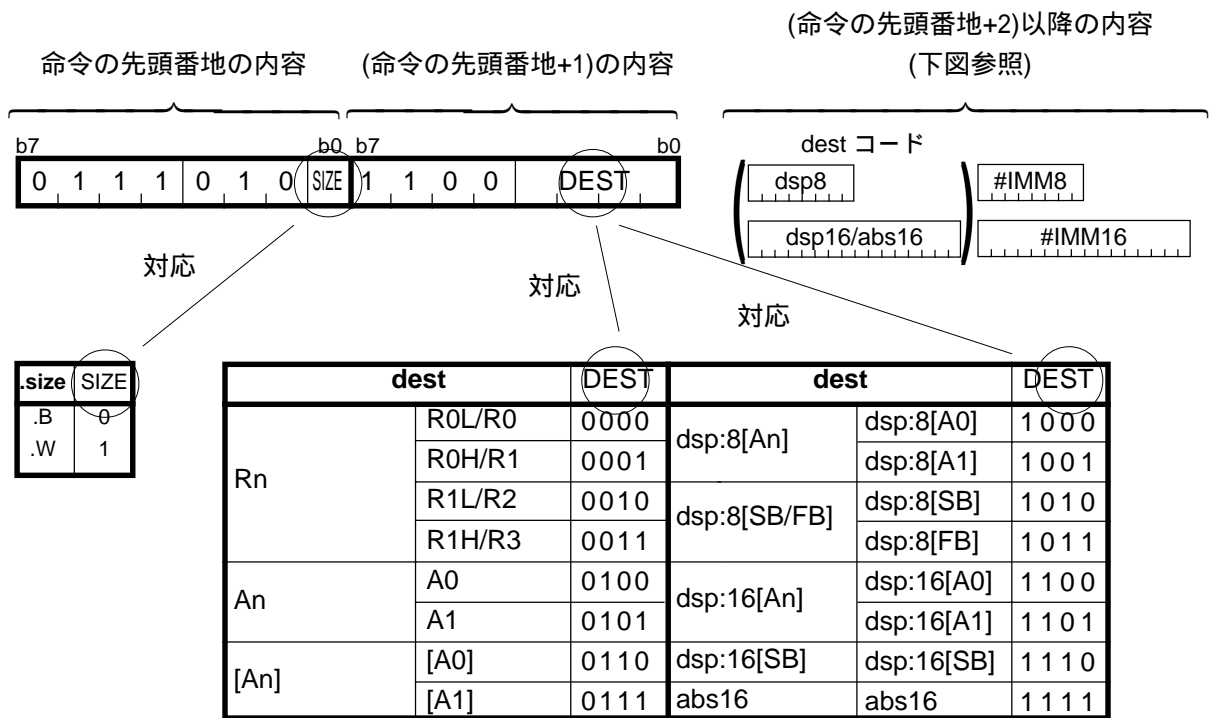 (命令の先頭番地+2)以降の内容
命令の先頭番地の内容 (命令の先頭番地+1)の内容 (下図参照)
b7 b0 b7 b0 dest コード
0 1 1 1 0 1 0 SIZE 1 1 0 0 DEST dsp8 #IMM8
dsp16/abs16 #IMM16
対応 対応 対応
.size SIZE
.B 0
.W 1
dest DEST dest DEST
Rn R0L/R0 0000 dsp:8[An] dsp:8[A0] 1000
R0H/R1 0001 dsp:8[A1] 1001
R1L/R2 0010 dsp:8[SB/FB] dsp:8[SB] 1010
R1H/R3 0011 dsp:8[FB] 1011
An A0 0100 dsp:16[An] dsp:16[A0] 1100
A1 0101 dsp:16[A1] 1101
[An] [A0] 0110 dsp:16[SB] dsp:16[SB] 1110
[A1] 0111 abs16 abs16 1111